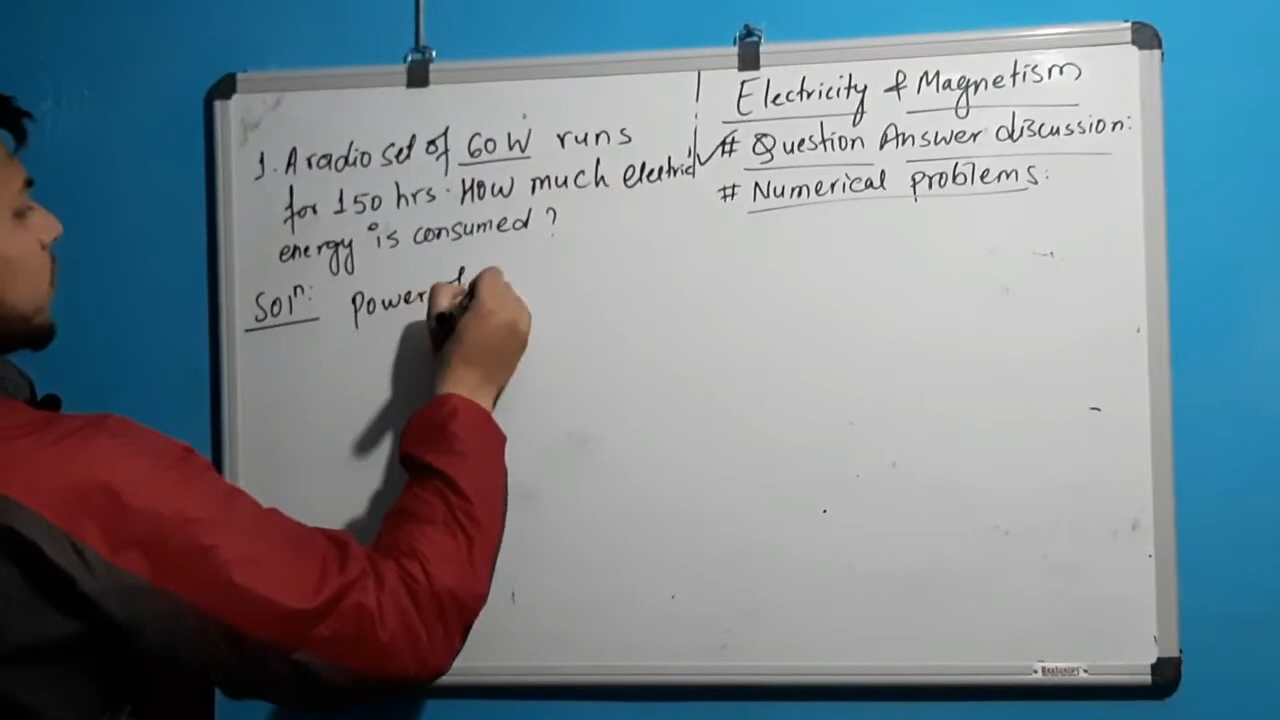 1. A radio set of 60W runs
for 150 hrs. How much electric
energy is consumed?
Solⁿ: Power of
Electricity & Magnetism
# Question Answer discussion:
# Numerical problems: